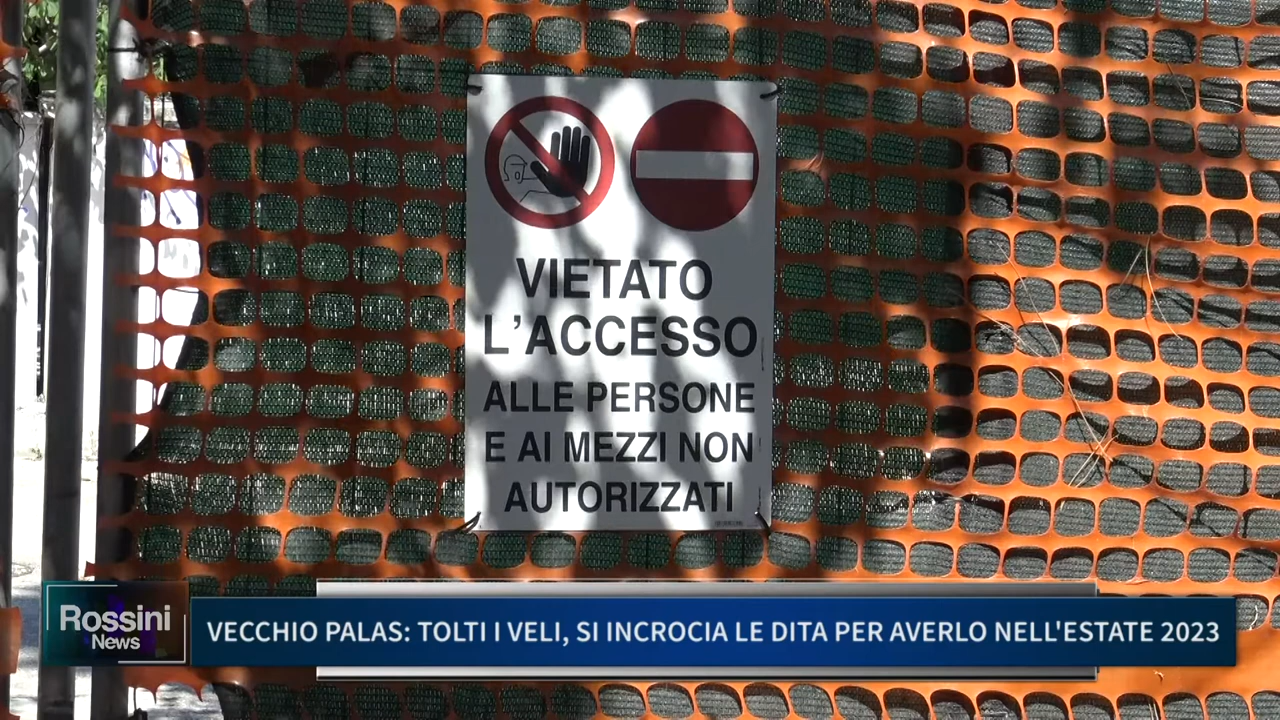 VIETATO
L'ACCESSO
ALLE PERSONE
E AI MEZZI NON
AUTORIZZATI
Rossini
News
VECCHIO PALAS: TOLTI I VELI, SI INCROCIA LE DITA PER AVERLO NELL'ESTATE 2023